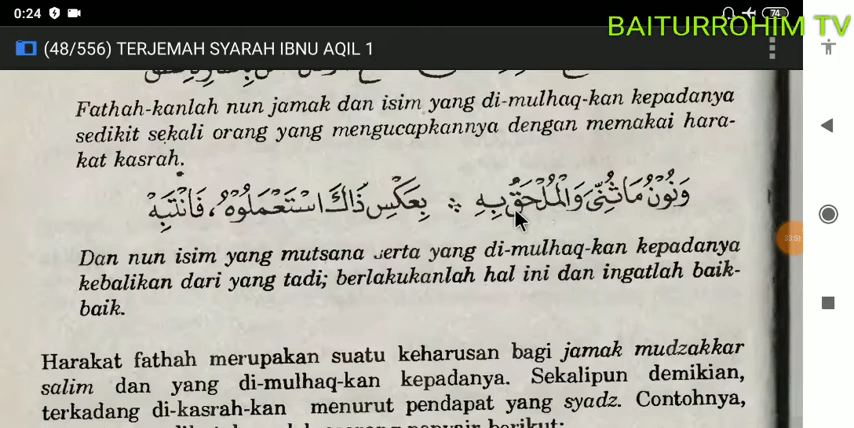 0:24
74
BAITURROHIM TV
(48/556) TERJEMAH SYARAH IBNU AQIL 1
Fathah-kanlah nun jamak dan isim yang di-mulhaq-kan kepadanya
sedikit sekali orang yang mengucapkannya dengan memakai hara-
kat kasrah.
وَنُوْنُ مَا ثُنِّيَ وَالْمُلْحَقُ بِهِ ❖ بِعَكْسِ ذَاكَ اسْتَعْمَلُوْهُ، فَانْتَبِهْ
33:51
Dan nun isim yang mutsana serta yang di-mulhaq-kan kepadanya
kebalikan dari yang tadi; berlakukanlah hal ini dan ingatlah baik-
baik.
Harakat fathah merupakan suatu keharusan bagi jamak mudzakkar
salim dan yang di-mulhaq-kan kepadanya. Sekalipun demikian,
terkadang di-kasrah-kan menurut pendapat yang syadz. Contohnya,